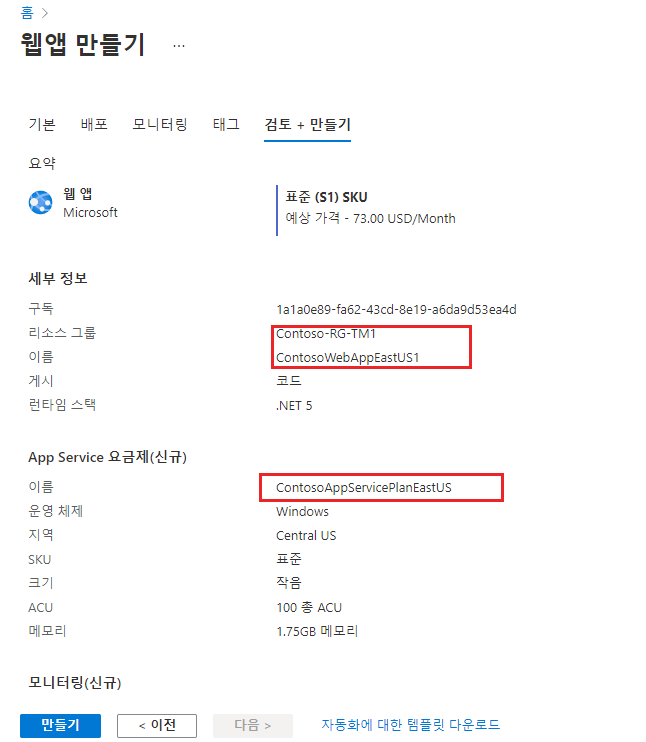 홈 >
웹앱 만들기 ...
기본 배포 모니터링 태그 검토 + 만들기
요약
웹 앱
Microsoft
표준 (S1) SKU
예상 가격 - 73.00 USD/Month
세부 정보
구독 1a1a0e89-fa62-43cd-8e19-a6da9d53ea4d
리소스 그룹 Contoso-RG-TM1
이름 ContosoWebAppEastUS1
게시 코드
런타임 스택 .NET 5
App Service 요금제(신규)
이름 ContosoAppServicePlanEastUS
운영 체제 Windows
지역 Central US
SKU 표준
크기 작음
ACU 100 총 ACU
메모리 1.75GB 메모리
모니터링(신규)
만들기 < 이전 다음 > 자동화에 대한 템플릿 다운로드